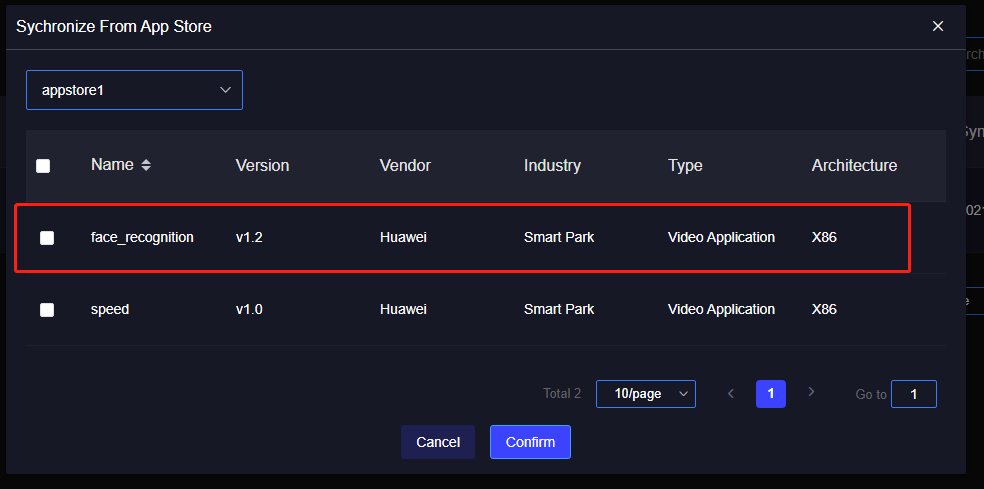 Sychronize From App Store
appstore1
Name Version Vendor Industry Type Architecture
face_recognition v1.2 Huawei Smart Park Video Application X86
speed v1.0 Huawei Smart Park Video Application X86
Total 2 10/page 1 Go to 1
Cancel Confirm